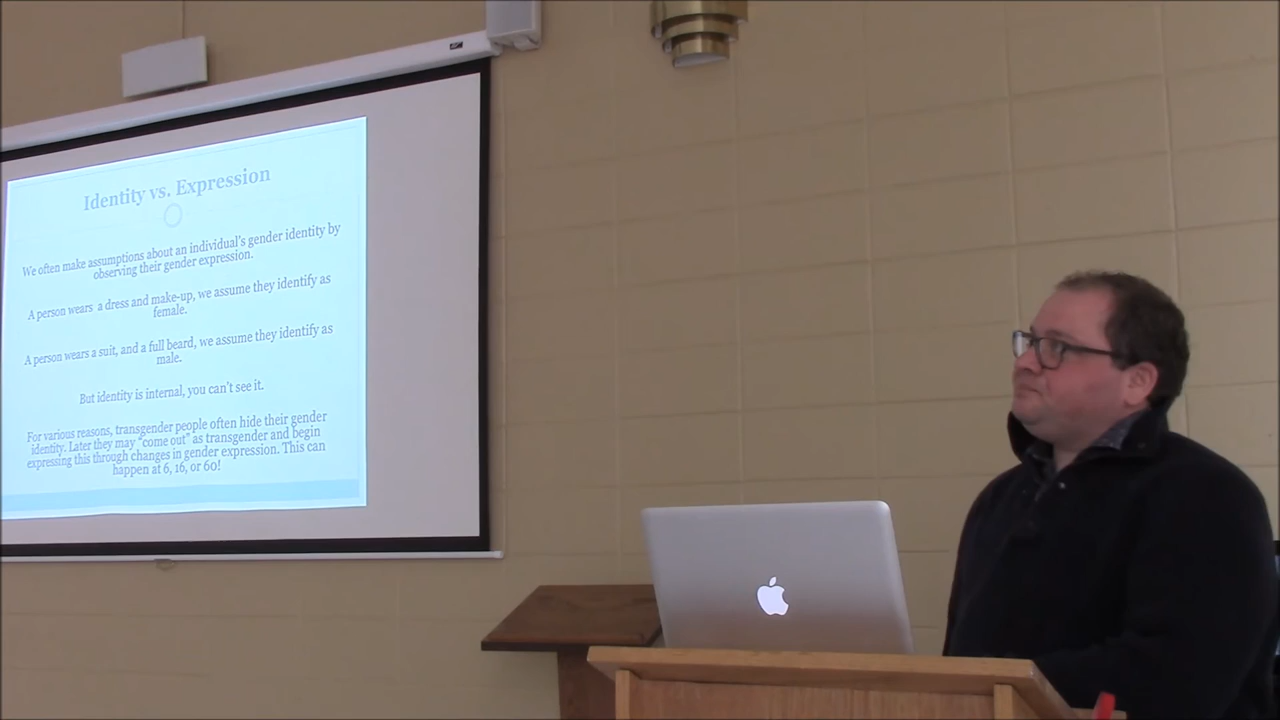 Identity vs. Expression
We often make assumptions about an individual's gender identity by
observing their gender expression.
A person wears a dress and make-up, we assume they identify as
female.
A person wears a suit, and a full beard, we assume they identify as
male.
But identity is internal, you can't see it.
For various reasons, transgender people often hide their gender
identity. Later they may "come out" as transgender and begin
expressing this through changes in gender expression. This can
happen at 6, 16, or 60!